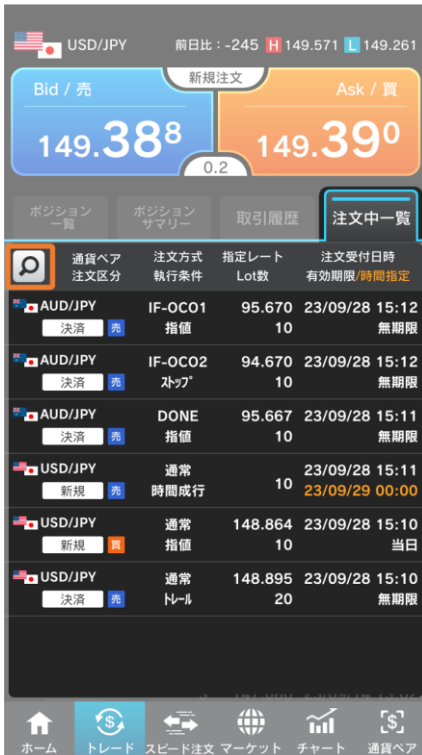 USD/JPY 前日比：-245 H 149.571 L 149.261
新規注文
Bid / 売 Ask / 買
149.388 149.390
0.2
ポジション一覧 ポジションサマリー 取引履歴 注文中一覧
通貨ペア 注文方式 指定レート 注文受付日時
注文区分 執行条件 Lot数 有効期限/時間指定
AUD/JPY IF-OCO1 95.670 23/09/28 15:12
決済 売 指値 10 無期限
AUD/JPY IF-OCO2 94.670 23/09/28 15:12
決済 売 ｽﾄｯﾌﾟ 10 無期限
AUD/JPY DONE 95.667 23/09/28 15:11
決済 売 指値 10 無期限
USD/JPY 通常 23/09/28 15:11
新規 売 時間成行 10 23/09/29 00:00
USD/JPY 通常 148.864 23/09/28 15:10
新規 買 指値 10 当日
USD/JPY 通常 148.895 23/09/28 15:10
決済 売 ﾄﾚｰﾙ 20 無期限
ホーム トレード スピード注文 マーケット チャート 通貨ペア